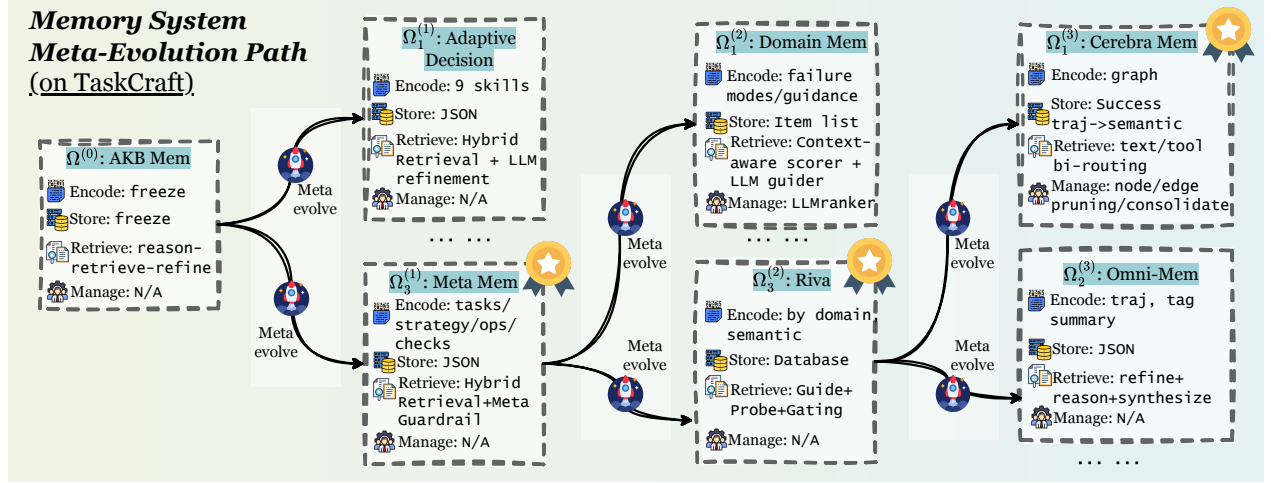 Memory System
Meta-Evolution Path
(on TaskCraft)
Ω^(0): AKB Mem
Encode: freeze
Store: freeze
Retrieve: reason-
retrieve-refine
Manage: N/A
Meta
evolve
Meta
evolve
Ω_1^(1): Adaptive
Decision
Encode: 9 skills
Store: JSON
Retrieve: Hybrid
Retrieval + LLM
refinement
Manage: N/A
... ...
Ω_3^(1): Meta Mem
Encode: tasks/
strategy/ops/
checks
Store: JSON
Retrieve: Hybrid
Retrieval+Meta
Guardrail
Manage: N/A
Meta
evolve
Meta
evolve
Ω_1^(2): Domain Mem
Encode: failure
modes/guidance
Store: Item list
Retrieve: Context-
aware scorer +
LLM guider
Manage: LLMranker
... ...
Ω_3^(2): Riva
Encode: by domain,
semantic
Store: Database
Retrieve: Guide+
Probe+Gating
Manage: N/A
Meta
evolve
Meta
evolve
Ω_1^(3): Cerebra Mem
Encode: graph
Store: Success
traj->semantic
Retrieve: text/tool
bi-routing
Manage: node/edge
pruning/consolidate
Ω_2^(3): Omni-Mem
Encode: traj, tag
summary
Store: JSON
Retrieve: refine+
reason+synthesize
Manage: N/A
... ...